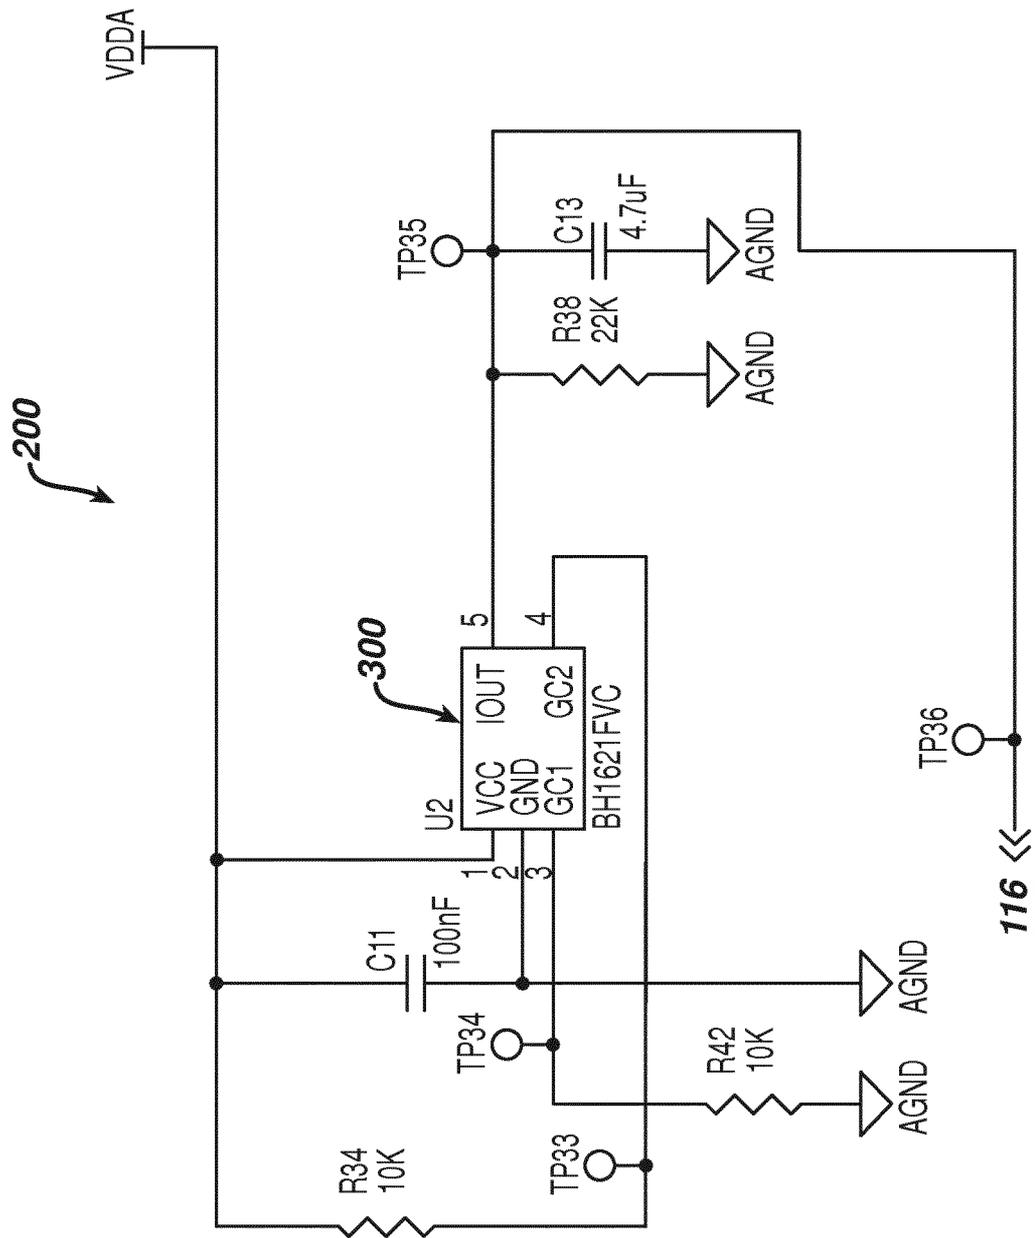 200
VDDA
R34
10K
C11
100nF
U2
300
1
2
3
VCC
GND
GC1
IOUT
GC2
5
4
BH1621FVC
TP33
TP34
TP35
C13
4.7uF
R38
22K
AGND
AGND
R42
10K
AGND
AGND
TP36
116